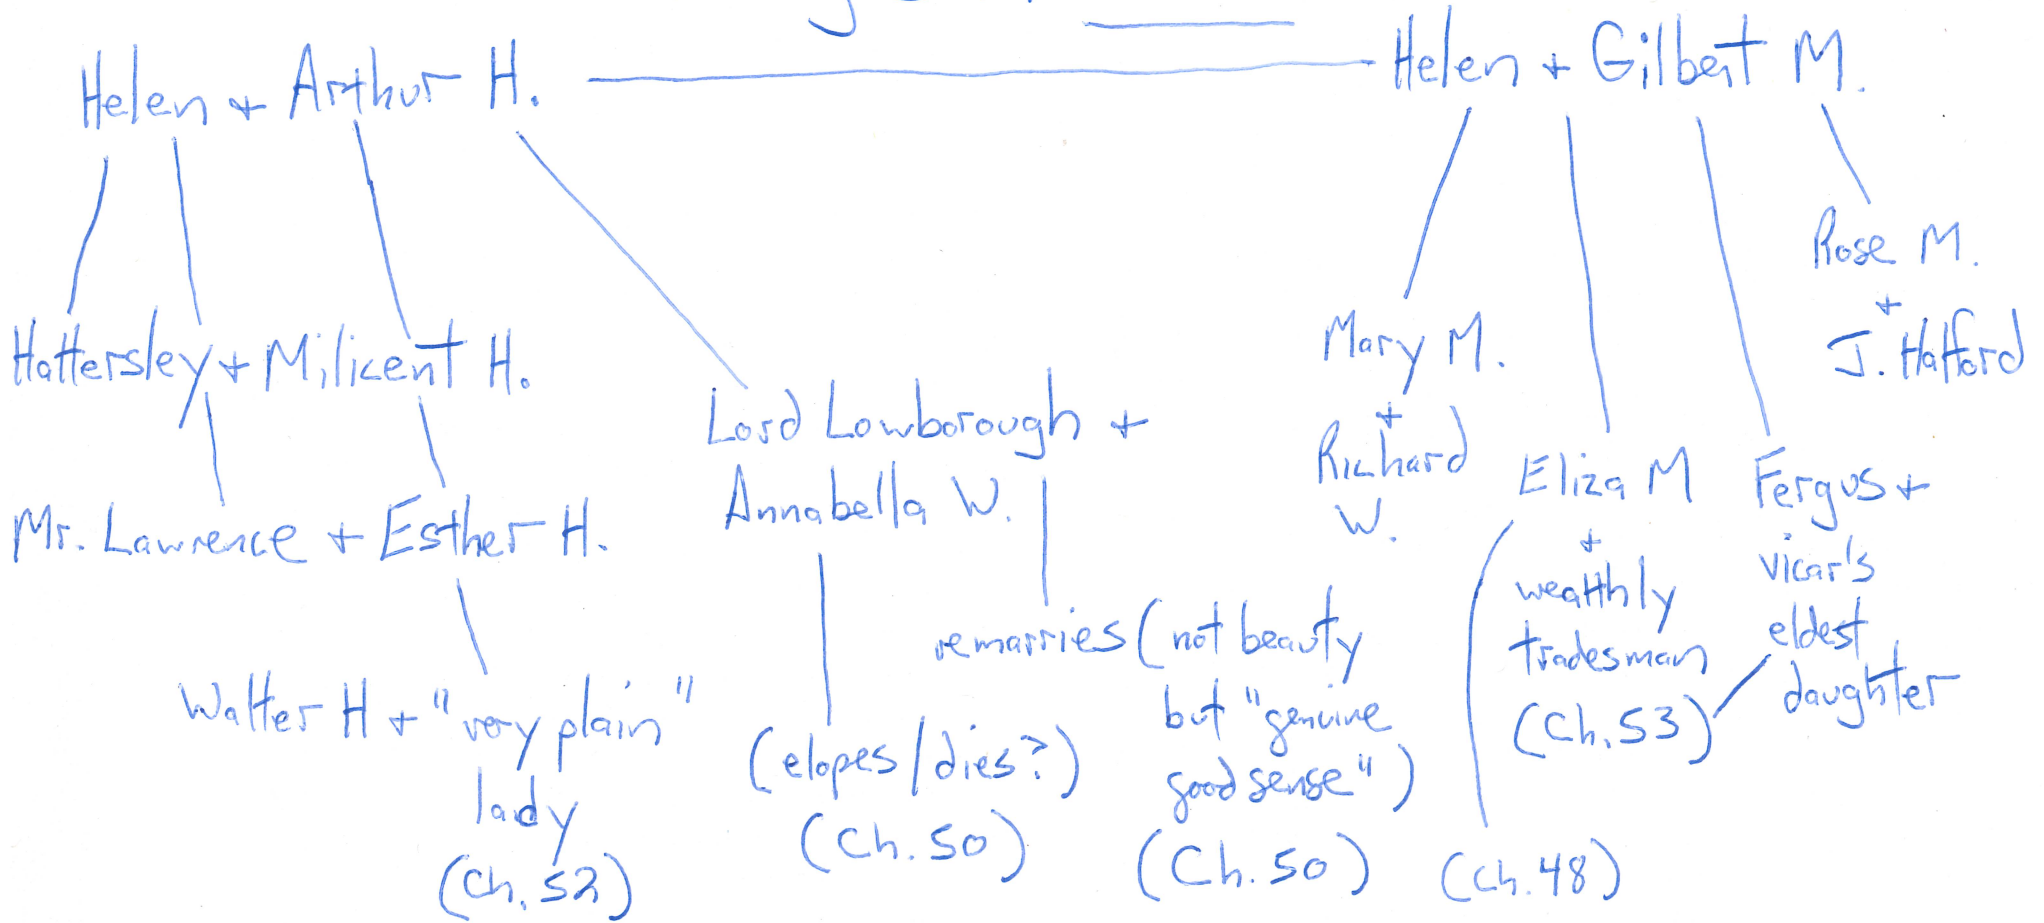 Helen + Arthur H.
Helen + Gilbert M.
Rose M.
+
J. Halford
Hattersley + Milicent H.
Mary M.
+
Richard
W.
Lord Lowborough +
Annabella W.
Eliza M
+
wealthly
tradesman
(Ch. 53)
Fergus +
vicar's
eldest
daughter
Mr. Lawrence + Esther H.
remarries (not beauty
but "genuine
good sense")
(Ch. 50)
Walter H + "very plain"
lady
(Ch. 52)
(elopes/dies?)
(Ch. 50)
(Ch. 48)